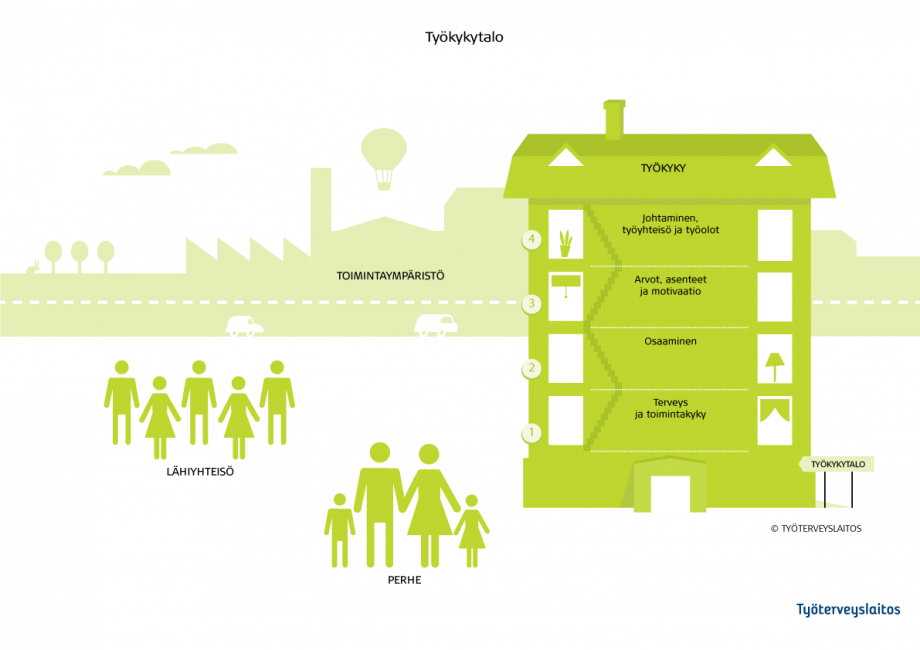 Työkykytalo
TYÖKYKY
4
Johtaminen,
työyhteisö ja työolot
TOIMINTAYMPÄRISTÖ
3
Arvot, asenteet
ja motivaatio
2
Osaaminen
1
Terveys
ja toimintakyky
LÄHIYHTEISÖ
TYÖKYKYTALO
© TYÖTERVEYSLAITOS
PERHE
Työterveyslaitos